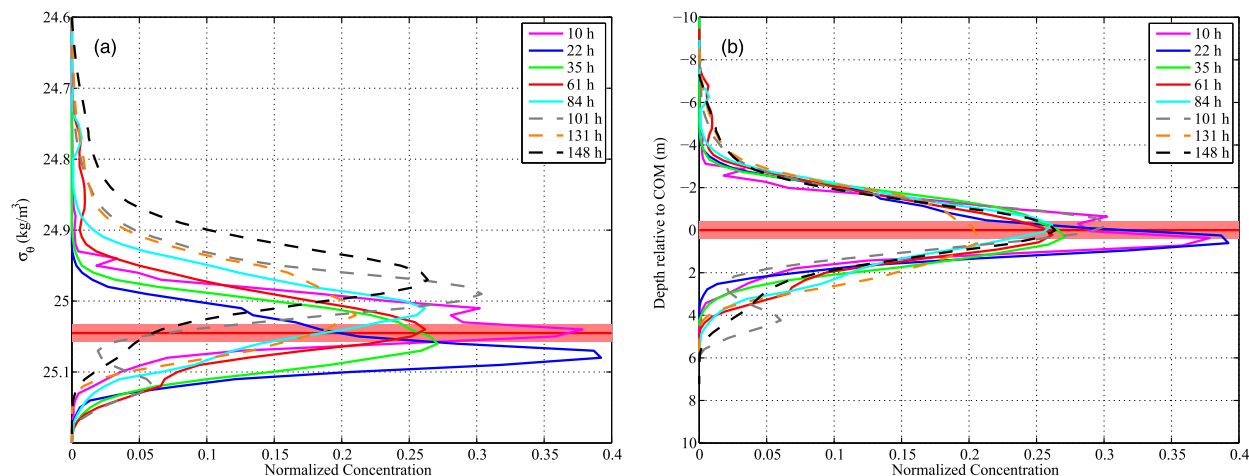 (a)
24.6
24.7
24.8
24.9
25
25.1
σθ (kg/m³)
0
0.05
0.1
0.15
0.2
0.25
0.3
0.35
0.4
Normalized Concentration
10 h
22 h
35 h
61 h
84 h
101 h
131 h
148 h
(b)
−10
−8
−6
−4
−2
0
2
4
6
8
10
Depth relative to COM (m)
0
0.05
0.1
0.15
0.2
0.25
0.3
0.35
0.4
Normalized Concentration
10 h
22 h
35 h
61 h
84 h
101 h
131 h
148 h